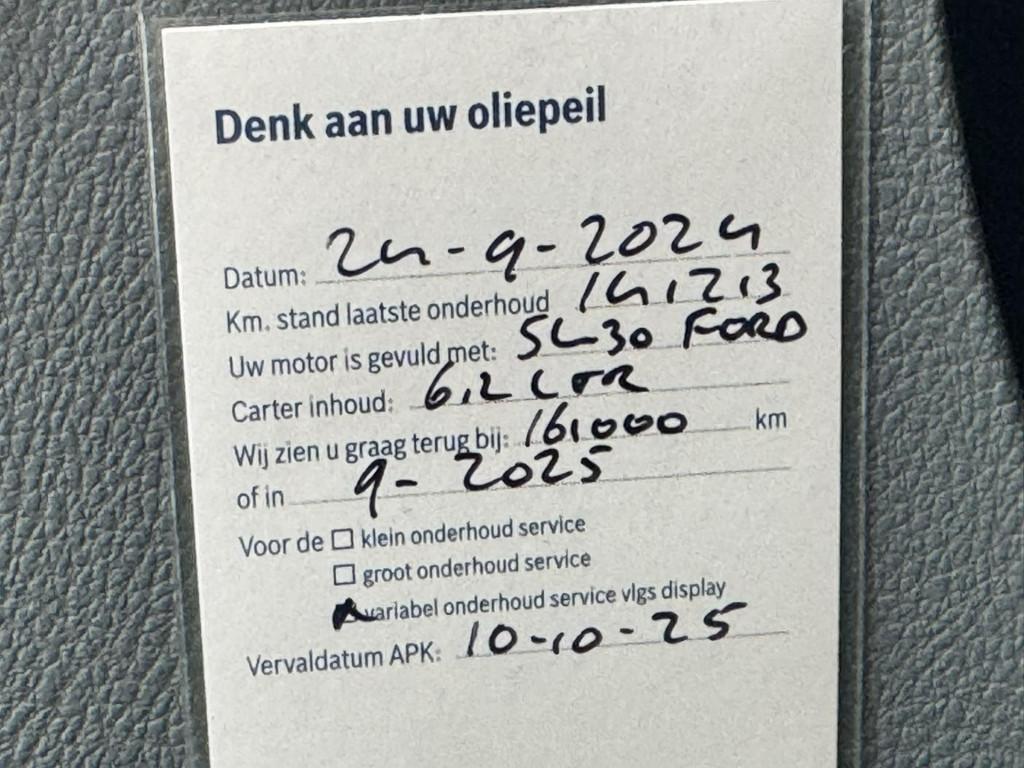 Denk aan uw oliepeil
Datum: 24-9-2024
Km. stand laatste onderhoud 141213
Uw motor is gevuld met: 5W30 FORD
Carter inhoud: 6,2 LTR
Wij zien u graag terug bij: 161000 km
of in 9-2025
Voor de ☐ klein onderhoud service
☐ groot onderhoud service
variabel onderhoud service vlgs display
Vervaldatum APK: 10-10-25